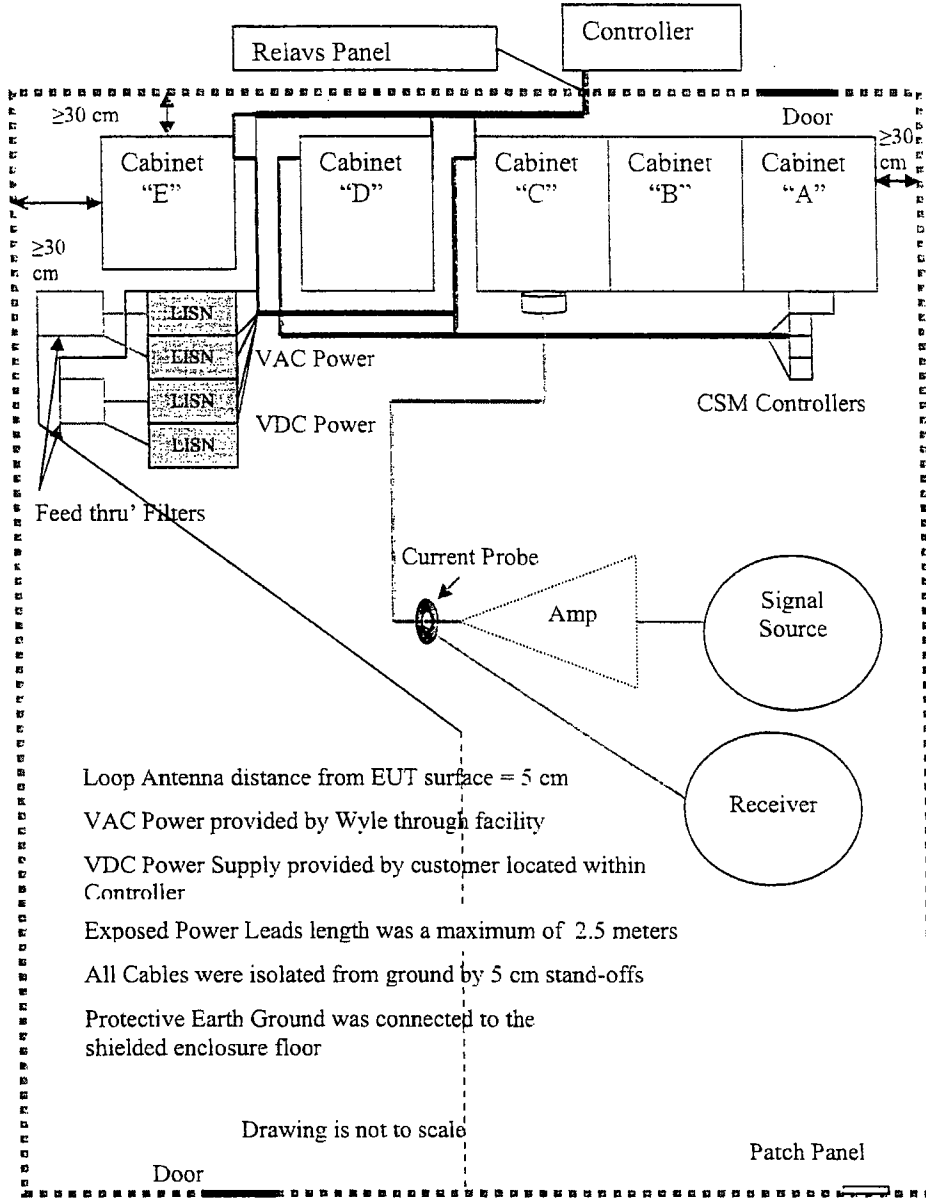 Controller
Relays Panel
≥30 cm
Door
≥30
cm
Cabinet
“E”
Cabinet
“D”
Cabinet
“C”
Cabinet
“B”
Cabinet
“A”
≥30
cm
LISN
LISN
LISN
LISN
VAC Power
VDC Power
CSM Controllers
Feed thru’ Filters
Current Probe
Amp
Signal
Source
Receiver
Loop Antenna distance from EUT surface = 5 cm
VAC Power provided by Wyle through facility
VDC Power Supply provided by customer located within
Controller
Exposed Power Leads length was a maximum of 2.5 meters
All Cables were isolated from ground by 5 cm stand-offs
Protective Earth Ground was connected to the
shielded enclosure floor
Drawing is not to scale
Patch Panel
Door